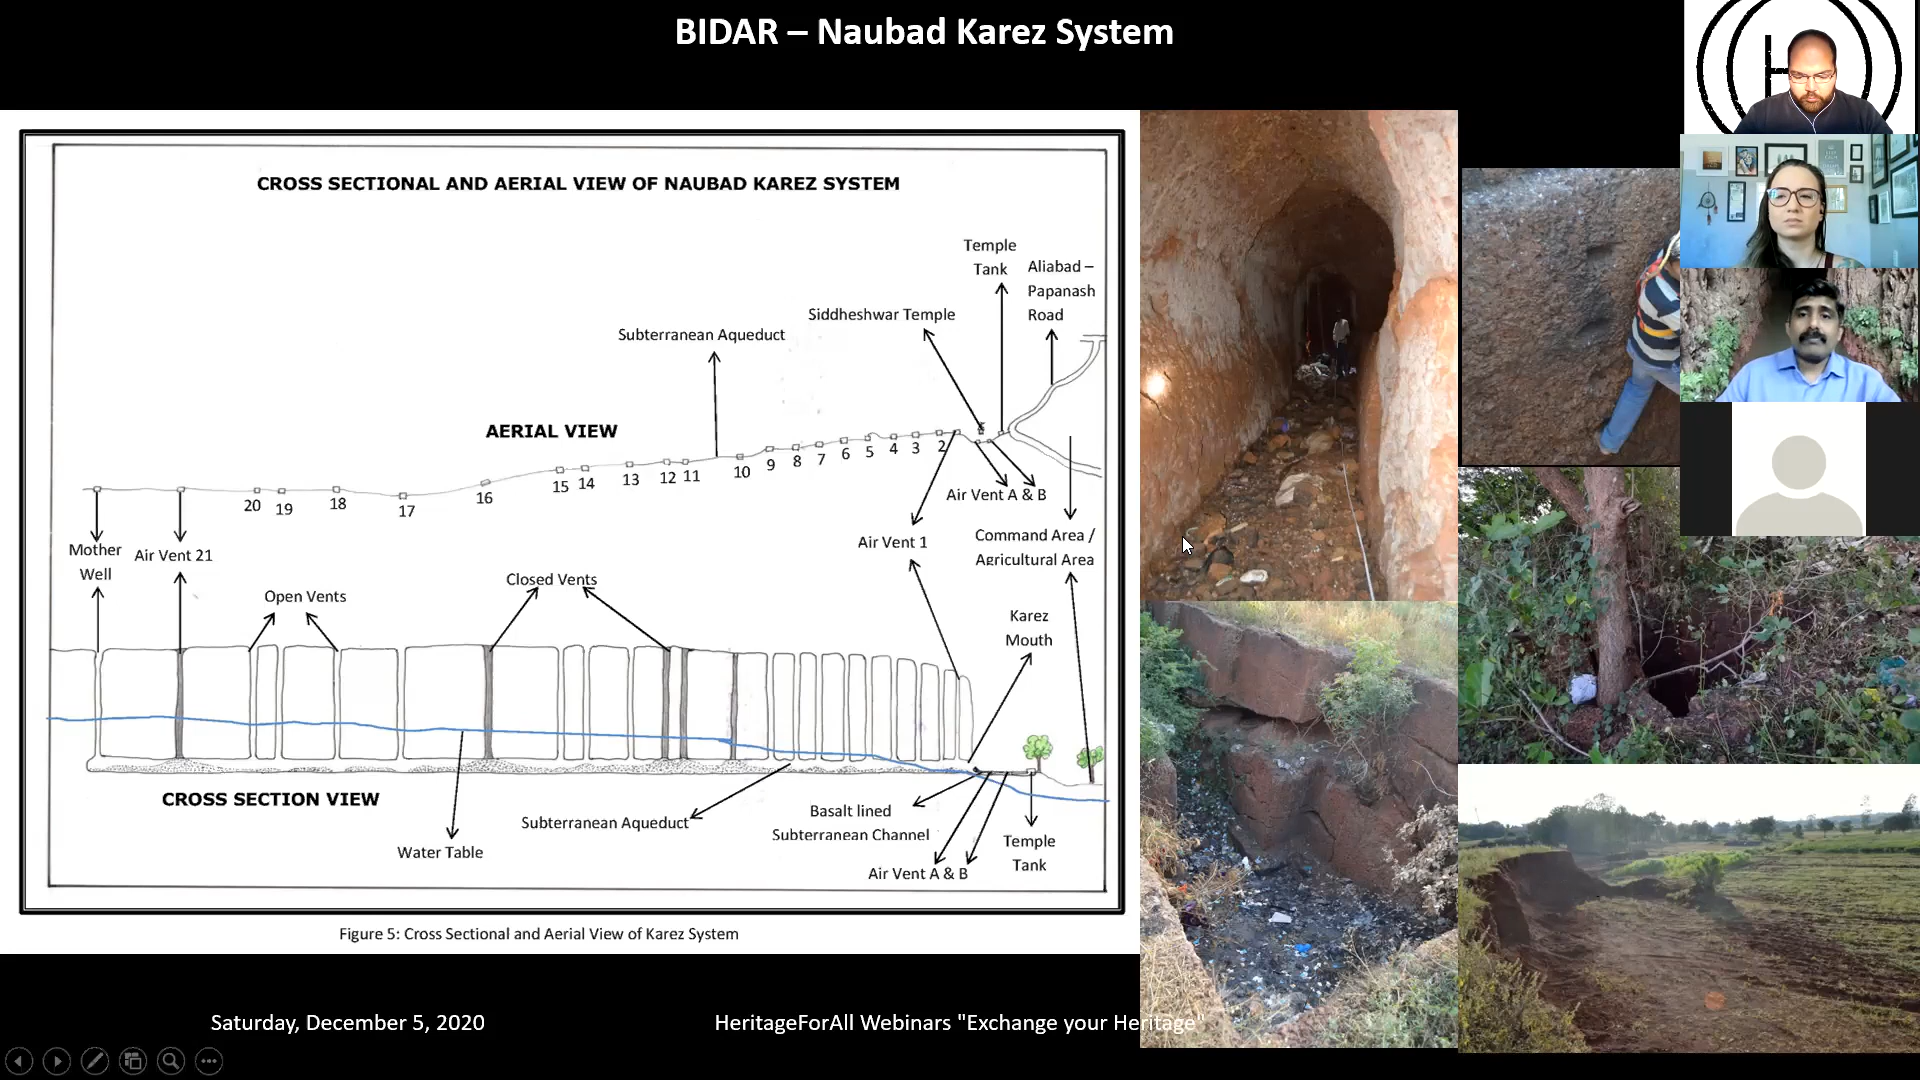 BIDAR – Naubad Karez System
CROSS SECTIONAL AND AERIAL VIEW OF NAUBAD KAREZ SYSTEM
Temple
Tank
Aliabad –
Papanash
Road
Siddheshwar Temple
Subterranean Aqueduct
AERIAL VIEW
20 19 18 17 16 15 14 13 12 11 10 9 8 7 6 5 4 3 2
Air Vent A & B
Mother
Well
Air Vent 21
Air Vent 1
Command Area /
Agricultural Area
Open Vents
Closed Vents
Karez
Mouth
CROSS SECTION VIEW
Water Table
Subterranean Aqueduct
Basalt lined
Subterranean Channel
Air Vent A & B
Temple
Tank
Figure 5: Cross Sectional and Aerial View of Karez System
Saturday, December 5, 2020
HeritageForAll Webinars "Exchange your Heritage"